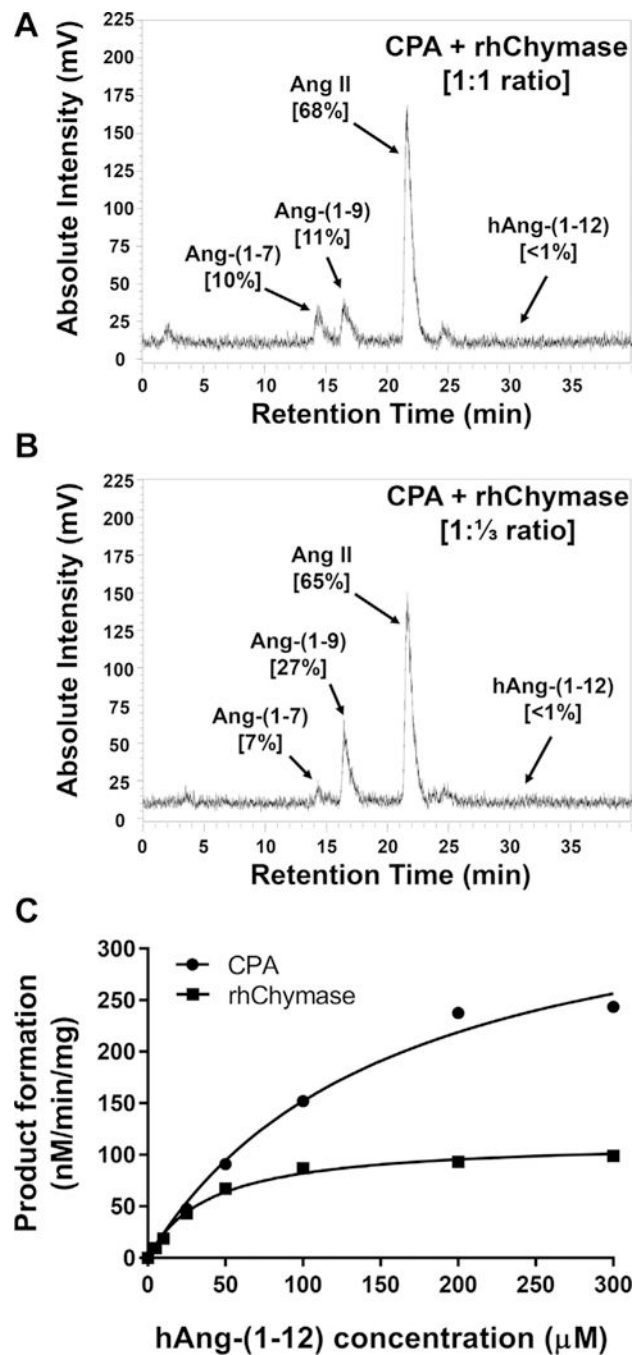 A
CPA + rhChymase
[1:1 ratio]
Absolute Intensity (mV)
225
200
175
150
125
100
75
50
25
0
Ang II
[68%]
Ang-(1-9)
[11%]
Ang-(1-7)
[10%]
hAng-(1-12)
[<1%]
0 5 10 15 20 25 30 35
Retention Time (min)
B
CPA + rhChymase
[1:⅓ ratio]
Absolute Intensity (mV)
225
200
175
150
125
100
75
50
25
0
Ang II
[65%]
Ang-(1-9)
[27%]
Ang-(1-7)
[7%]
hAng-(1-12)
[<1%]
0 5 10 15 20 25 30 35
Retention Time (min)
C
Product formation
(nM/min/mg)
300
250
200
150
100
50
0
CPA
rhChymase
0 50 100 150 200 250 300
hAng-(1-12) concentration (μM)